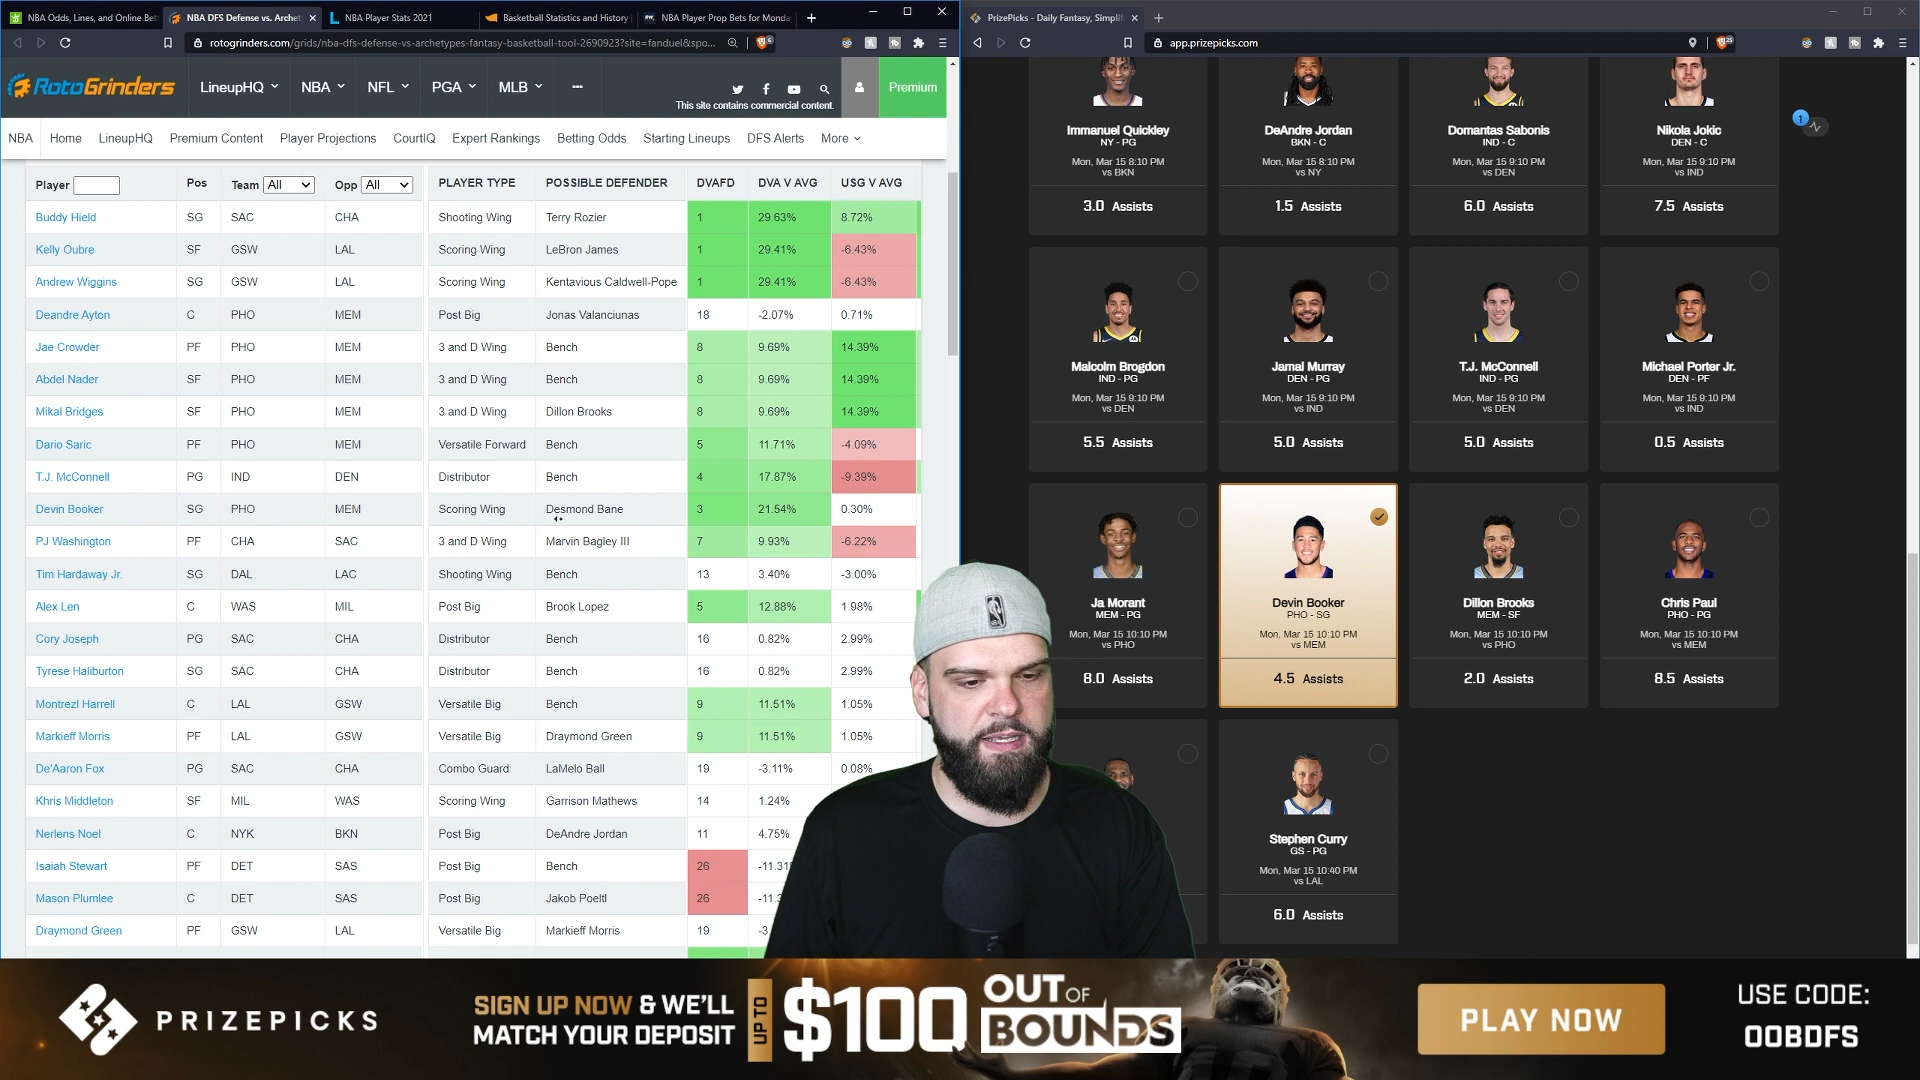 NBA Odds, Lines, and Online Bet
NBA DFS Defense vs. Archet
NBA Player Stats 2021
Basketball Statistics and History
NBA Player Prop Bets for Monda
PrizePicks - Daily Fantasy, Simplif
rotogrinders.com/grids/nba-dfs-defense-vs-archetypes-fantasy-basketball-tool-2690923?site=fanduel&spo...
app.prizepicks.com
RotoGrinders
LineupHQ
NBA
NFL
PGA
MLB
Premium
This site contains commercial content.
NBA Home LineupHQ Premium Content Player Projections CourtIQ Expert Rankings Betting Odds Starting Lineups DFS Alerts More
Player Pos Team All Opp All PLAYER TYPE POSSIBLE DEFENDER DVAFD DVA V AVG USG V AVG
Buddy Hield SG SAC CHA Shooting Wing Terry Rozier 1 29.63% 8.72%
Kelly Oubre SF GSW LAL Scoring Wing LeBron James 1 29.41% -6.43%
Andrew Wiggins SG GSW LAL Scoring Wing Kentavious Caldwell-Pope 1 29.41% -6.43%
Deandre Ayton C PHO MEM Post Big Jonas Valanciunas 18 -2.07% 0.71%
Jae Crowder PF PHO MEM 3 and D Wing Bench 8 9.69% 14.39%
Abdel Nader SF PHO MEM 3 and D Wing Bench 8 9.69% 14.39%
Mikal Bridges SF PHO MEM 3 and D Wing Dillon Brooks 8 9.69% 14.39%
Dario Saric PF PHO MEM Versatile Forward Bench 5 11.71% -4.09%
T.J. McConnell PG IND DEN Distributor Bench 4 17.87% -9.39%
Devin Booker SG PHO MEM Scoring Wing Desmond Bane 3 21.54% 0.30%
PJ Washington PF CHA SAC 3 and D Wing Marvin Bagley III 7 9.93% -6.22%
Tim Hardaway Jr. SG DAL LAC Shooting Wing Bench 13 3.40% -3.00%
Alex Len C WAS MIL Post Big Brook Lopez 5 12.88% 1.98%
Cory Joseph PG SAC CHA Distributor Bench 16 0.82% 2.99%
Tyrese Haliburton SG SAC CHA Distributor Bench 16 0.82% 2.99%
Montrezl Harrell C LAL GSW Versatile Big Bench 9 11.51% 1.05%
Markieff Morris PF LAL GSW Versatile Big Draymond Green 9 11.51% 1.05%
De'Aaron Fox PG SAC CHA Combo Guard LaMelo Ball 19 -3.11% 0.08%
Khris Middleton SF MIL WAS Scoring Wing Garrison Mathews 14 1.24%
Nerlens Noel C NYK BKN Post Big DeAndre Jordan 11 4.75%
Isaiah Stewart PF DET SAS Post Big Bench 26 -11.31
Mason Plumlee C DET SAS Post Big Jakob Poeltl 26 -11.3
Draymond Green PF GSW LAL Versatile Big Markieff Morris 19 -3
Immanuel Quickley DeAndre Jordan Domantas Sabonis Nikola Jokic
NY - PG BKN - C IND - C DEN - C
Mon, Mar 15 8:10 PM Mon, Mar 15 8:10 PM Mon, Mar 15 9:10 PM Mon, Mar 15 9:10 PM
vs BKN vs NY vs DEN vs IND
3.0 Assists 1.5 Assists 6.0 Assists 7.5 Assists
1
Malcolm Brogdon Jamal Murray T.J. McConnell Michael Porter Jr.
IND - PG DEN - PG IND - PG DEN - PF
Mon, Mar 15 9:10 PM Mon, Mar 15 9:10 PM Mon, Mar 15 9:10 PM Mon, Mar 15 9:10 PM
vs DEN vs IND vs DEN vs IND
5.5 Assists 5.0 Assists 5.0 Assists 0.5 Assists
Ja Morant Devin Booker Dillon Brooks Chris Paul
MEM - PG PHO - SG MEM - SF PHO - PG
Mon, Mar 15 10:10 PM Mon, Mar 15 10:10 PM Mon, Mar 15 10:10 PM Mon, Mar 15 10:10 PM
vs PHO vs MEM vs PHO vs MEM
8.0 Assists 4.5 Assists 2.0 Assists 8.5 Assists
Stephen Curry
GS - PG
Mon, Mar 15 10:40 PM
vs LAL
6.0 Assists
PRIZEPICKS
SIGN UP NOW & WE'LL
MATCH YOUR DEPOSIT
UP TO
$100
OUT OF
BOUNDS
PLAY NOW
USE CODE:
OOBDFS